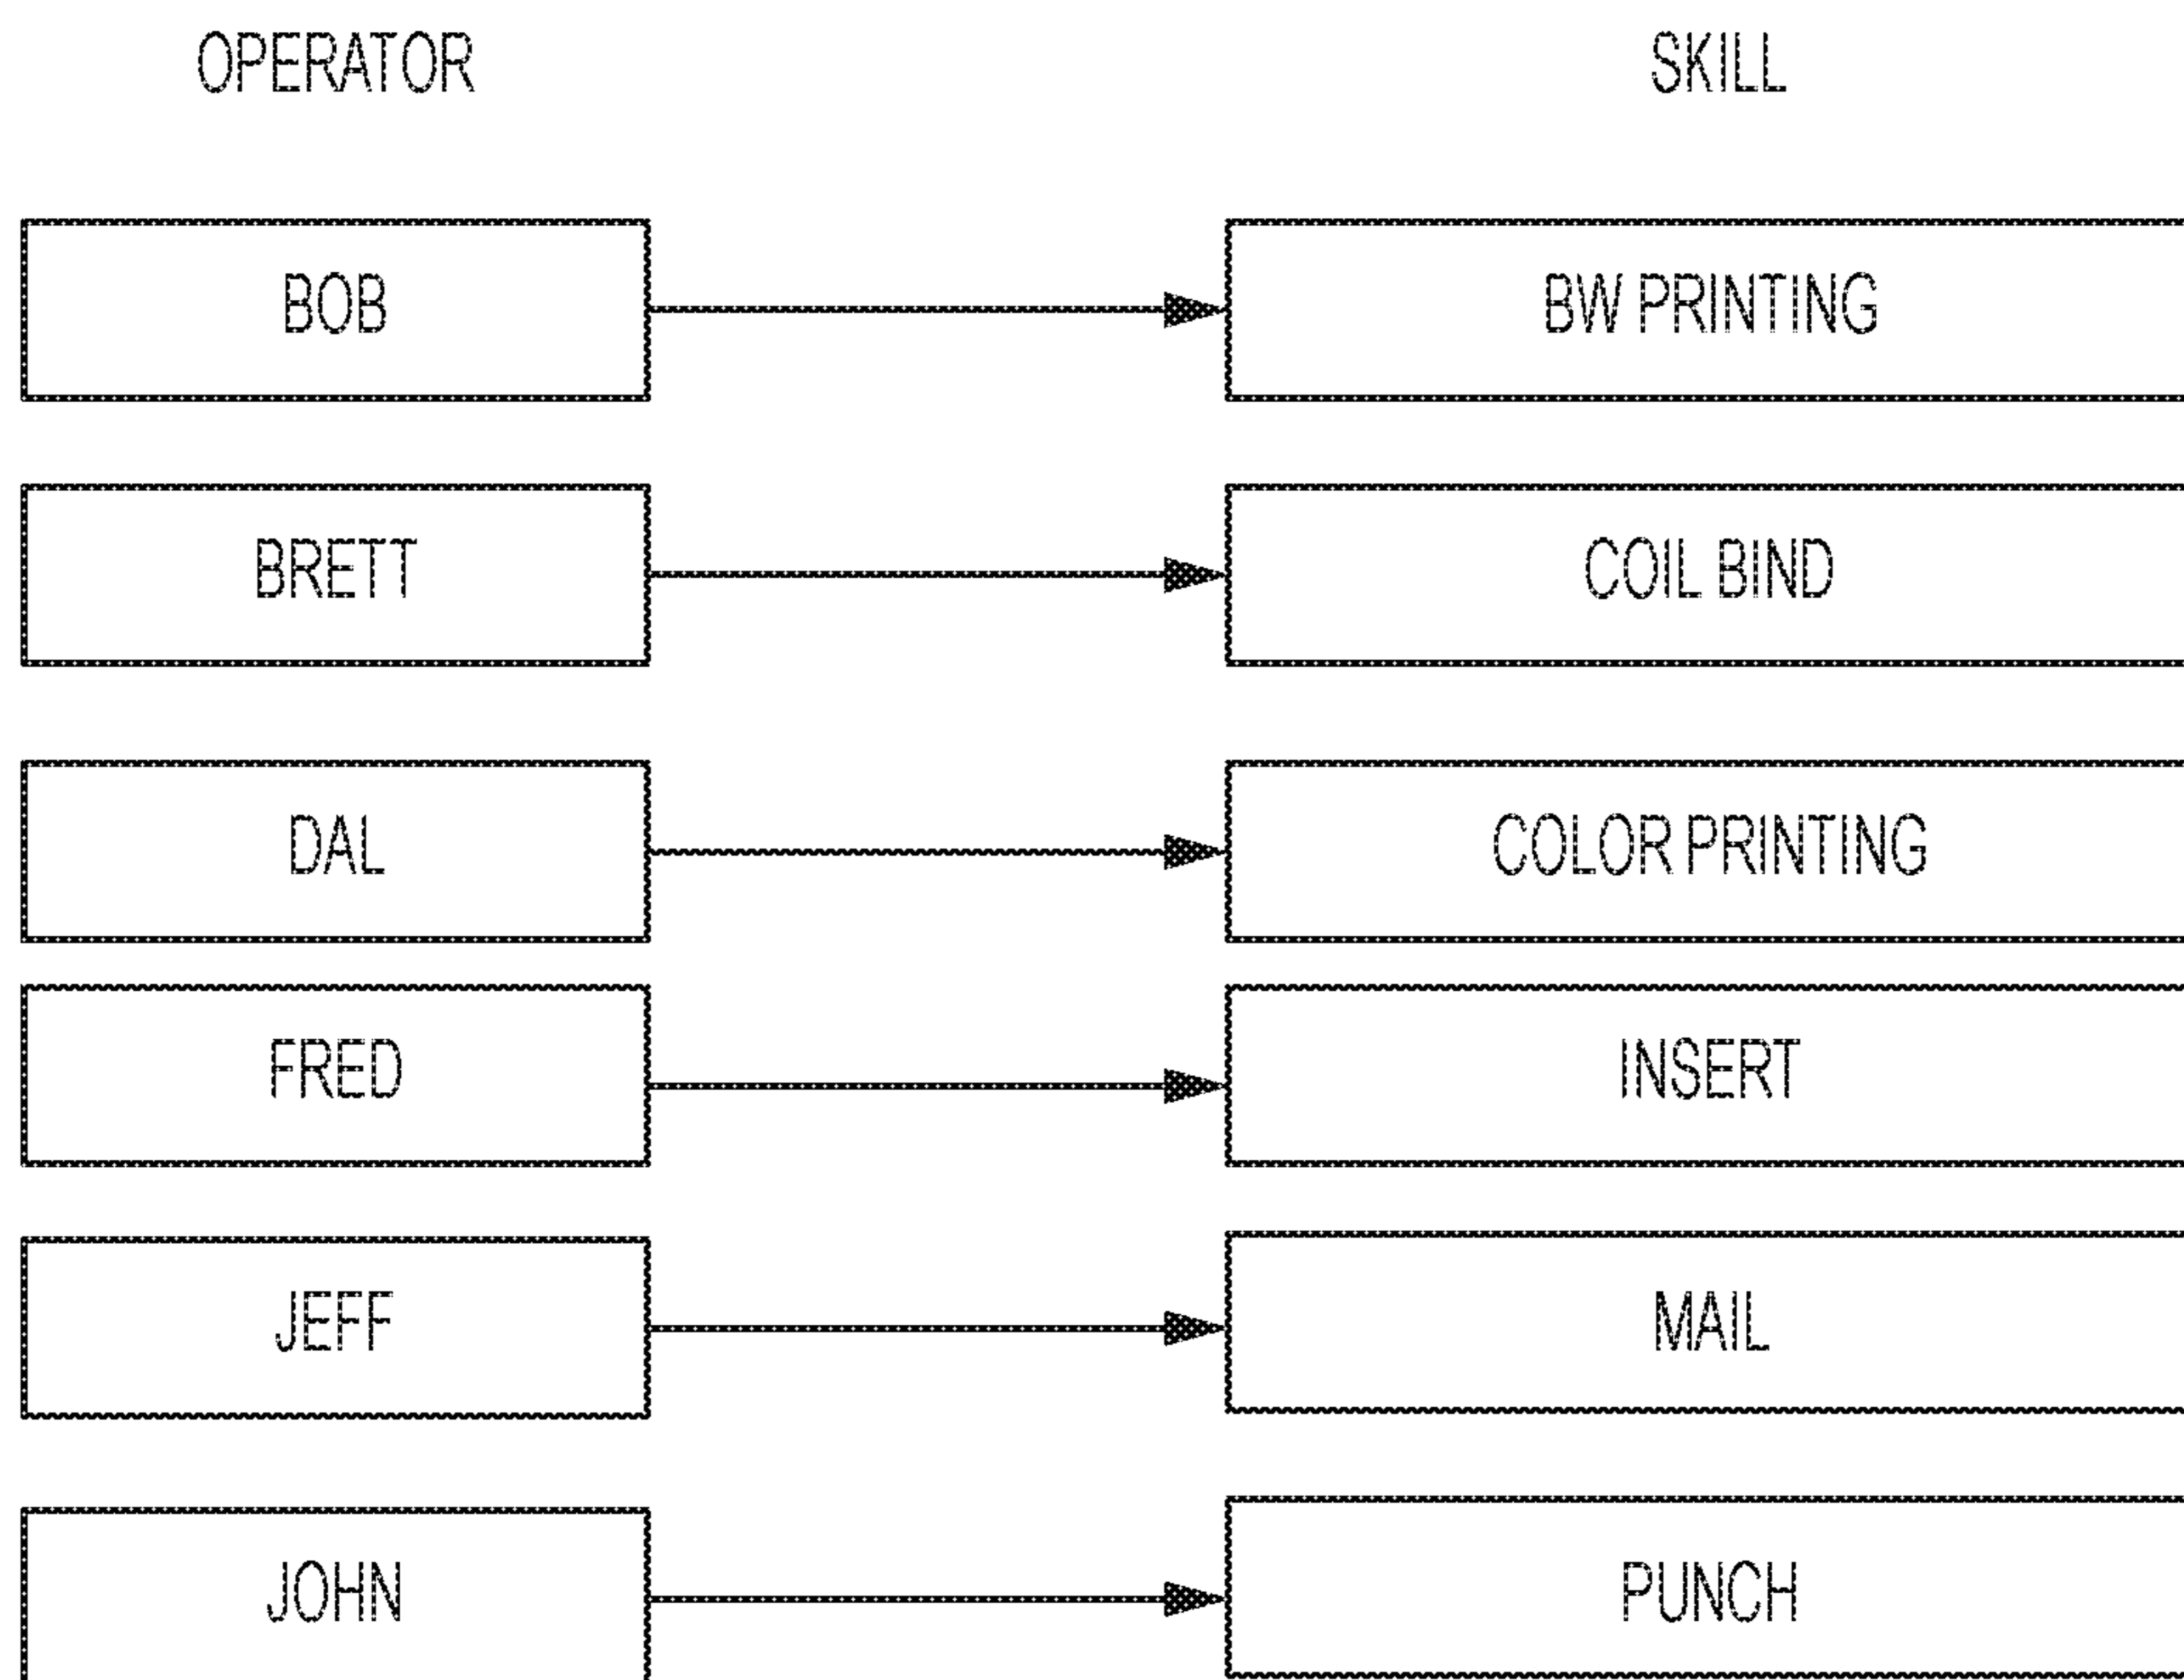 OPERATOR SKILL
BOB BW PRINTING
BRETT COIL BIND
DAL COLOR PRINTING
FRED INSERT
JEFF MAIL
JOHN PUNCH